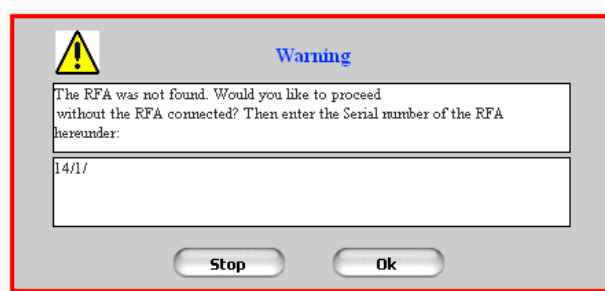 Warning
The RFA was not found. Would you like to proceed
without the RFA connected? Then enter the Serial number of the RFA
hereunder:
14/1/
Stop
Ok